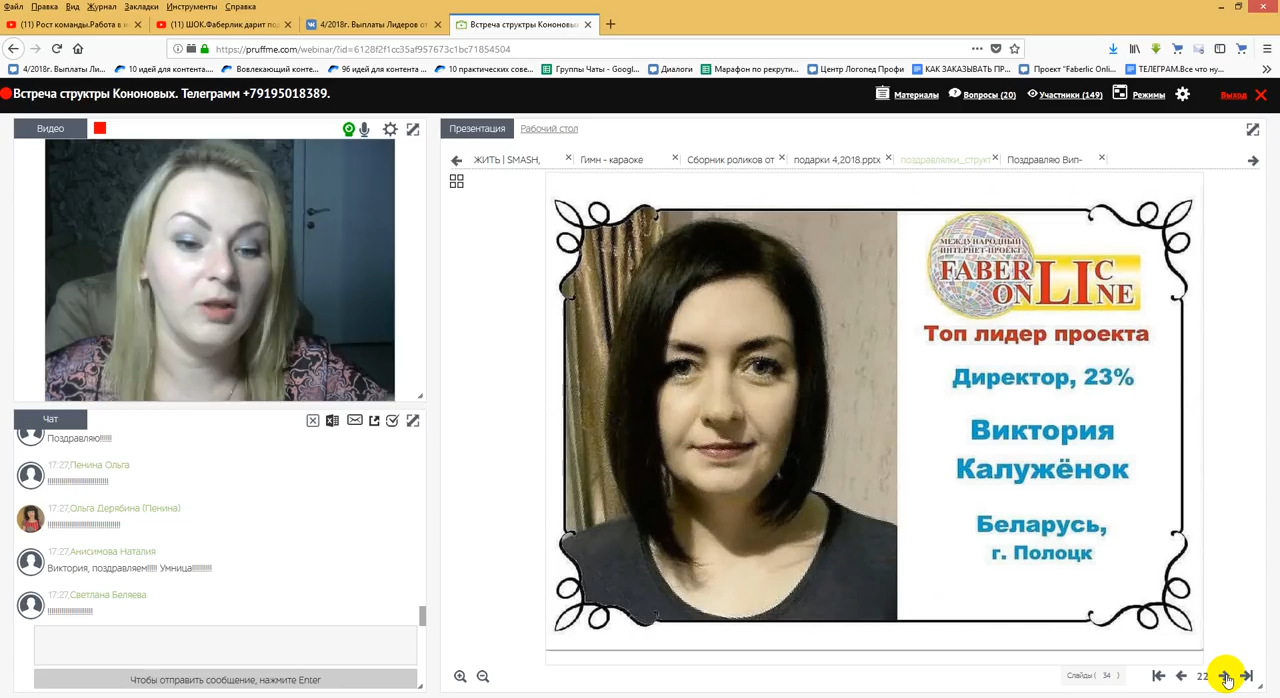 Файл Правка Вид Журнал Закладки Инструменты Справка
(11) Рост команды.Работа в и
(11) ШОК.Фаберлик дарит под
4/2018г. Выплаты Лидеров от
Встреча структры Кононовых
https://pruffme.com/webinar/?id=6128f2f1cc35af957673c1bc71854504
4/2018г. Выплаты Ли...
10 идей для контента....
Вовлекающий конте...
96 идей для контента ...
10 практических сове...
Группы Чаты - Googl...
Диалоги
Марафон по рекрути...
Центр Логопед Профи
КАК ЗАКАЗЫВАТЬ ПР...
Проект "Faberlic Onli...
ТЕЛЕГРАМ.Все что ну...
Встреча структры Кононовых. Телеграмм +79195018389.
Материалы
Вопросы (20)
Участники (149)
Режимы
Выход
Видео
Презентация
Рабочий стол
ЖИТЬ | SMASH,
Гимн - караоке
Сборник роликов от
подарки 4,2018.pptx
поздравлялки_структ
Поздравляю Вип-
МЕЖДУНАРОДНЫЙ
ИНТЕРНЕТ-ПРОЕКТ
FABERLIC
ONLINE
Топ лидер проекта
Директор, 23%
Виктория
Калужёнок
Беларусь,
г. Полоцк
Чат
Поздравляю!!!!!!
17:27,Пенина Ольга
!!!!!!!!!!!!!!!!!!!!!!!!!!!!!
17:27,Ольга Дерябина (Пенина)
!!!!!!!!!!!!!!!!!!!!!!!!!!!!!!!!!!
17:27,Анисимова Наталия
Виктория, поздравляем!!!!! Умница!!!!!!!!!!
17:27,Светлана Беляева
!!!!!!!!!!!!!!!!!!!!!
Чтобы отправить сообщение, нажмите Enter
Слайды ( 34 )
22